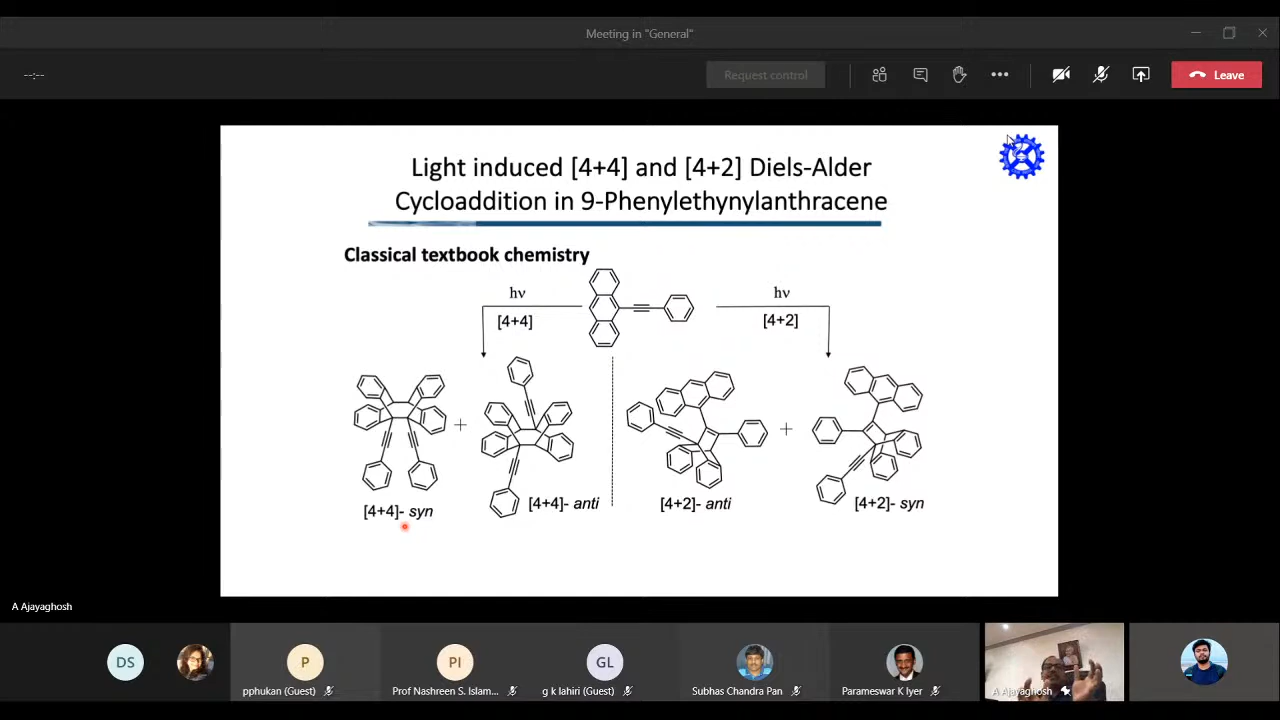 Meeting in "General"
--:--
Request control
Leave
Light induced [4+4] and [4+2] Diels-Alder
Cycloaddition in 9-Phenylethynylanthracene
Classical textbook chemistry
hν
[4+4]
hν
[4+2]
+
+
[4+4]- syn
[4+4]- anti
[4+2]- anti
[4+2]- syn
A Ajayaghosh
DS
P
PI
GL
pphukan (Guest)
Prof Nashreen S. Islam...
g k lahiri (Guest)
Subhas Chandra Pan
Parameswar K Iyer
A Ajayaghosh